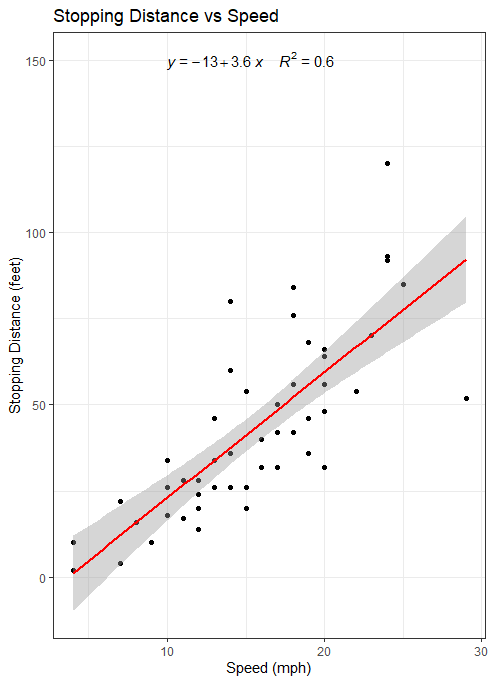 Stopping Distance vs Speed
y = −13+3.6 x R² = 0.6
150
100
50
0
Stopping Distance (feet)
10 20 30
Speed (mph)